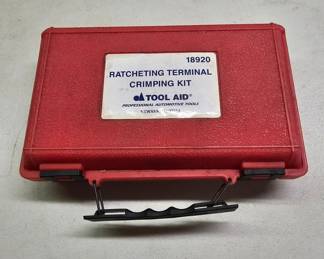 18920
RATCHETING TERMINAL
CRIMPING KIT
TOOL AID®
PROFESSIONAL AUTOMOTIVE TOOLS